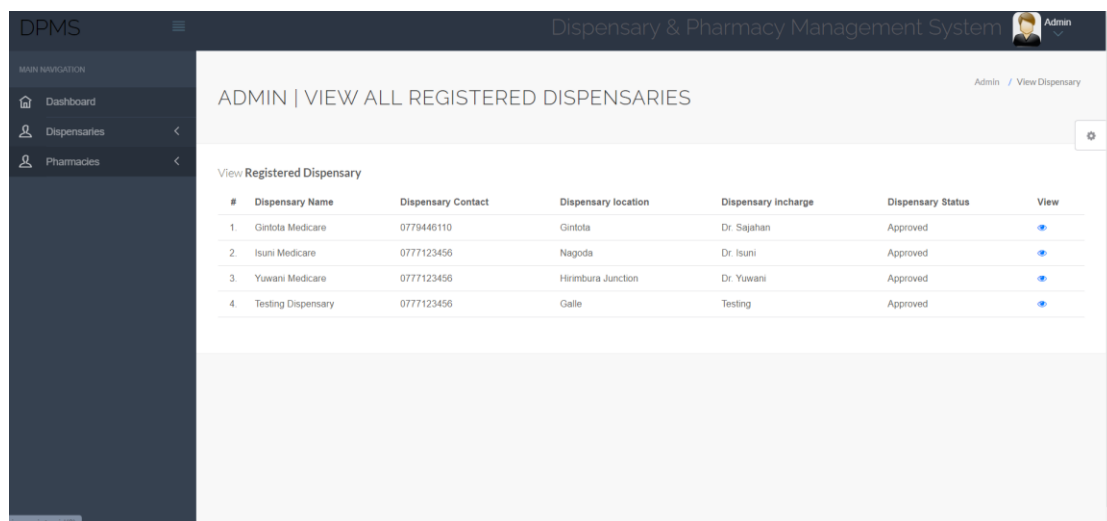 DPMS
Dispensary & Pharmacy Management System
Admin
MAIN NAVIGATION
Dashboard
Dispensaries
Pharmacies
ADMIN | VIEW ALL REGISTERED DISPENSARIES
Admin / View Dispensary
View Registered Dispensary
# Dispensary Name Dispensary Contact Dispensary location Dispensary incharge Dispensary Status View
1. Gintota Medicare 0779446110 Gintota Dr. Sajahan Approved
2. Isuni Medicare 0777123456 Nagoda Dr. Isuni Approved
3. Yuwani Medicare 0777123456 Hirimbura Junction Dr. Yuwani Approved
4. Testing Dispensary 0777123456 Galle Testing Approved